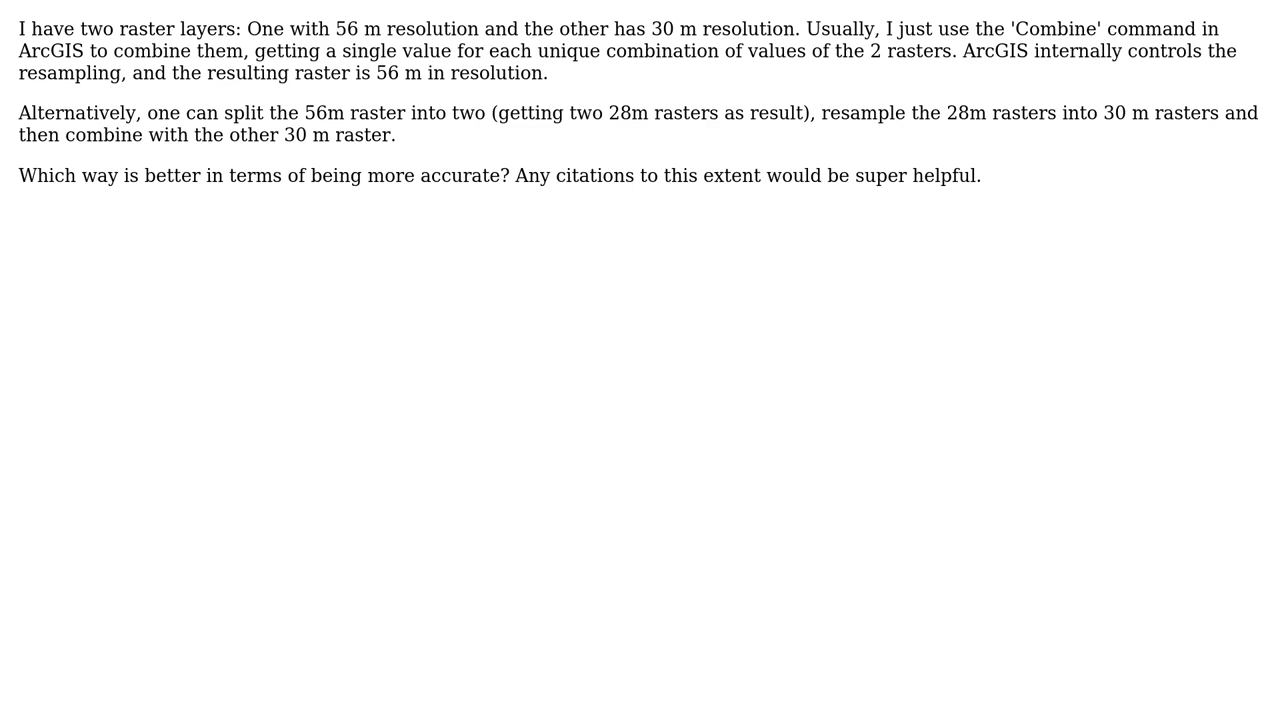 I have two raster layers: One with 56 m resolution and the other has 30 m resolution. Usually, I just use the 'Combine' command in
ArcGIS to combine them, getting a single value for each unique combination of values of the 2 rasters. ArcGIS internally controls the
resampling, and the resulting raster is 56 m in resolution.
Alternatively, one can split the 56m raster into two (getting two 28m rasters as result), resample the 28m rasters into 30 m rasters and
then combine with the other 30 m raster.
Which way is better in terms of being more accurate? Any citations to this extent would be super helpful.